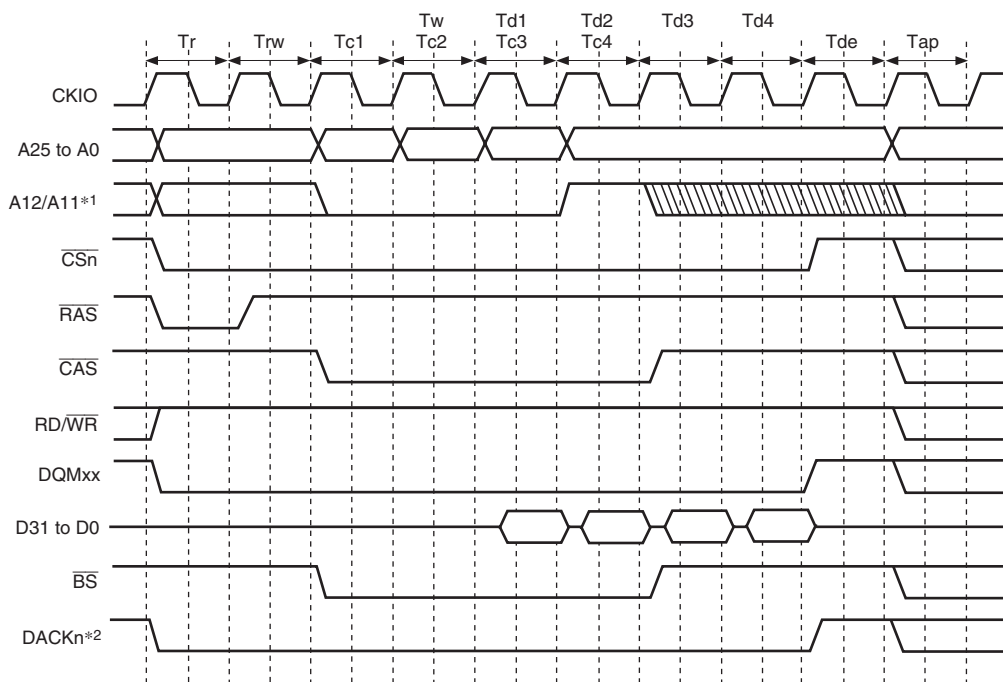 Tw Td1 Td2 Td3 Td4
Tr Trw Tc1 Tc2 Tc3 Tc4 Tde Tap
CKIO
A25 to A0
A12/A11*1
CSn
RAS
CAS
RD/WR
DQMxx
D31 to D0
BS
DACKn*2